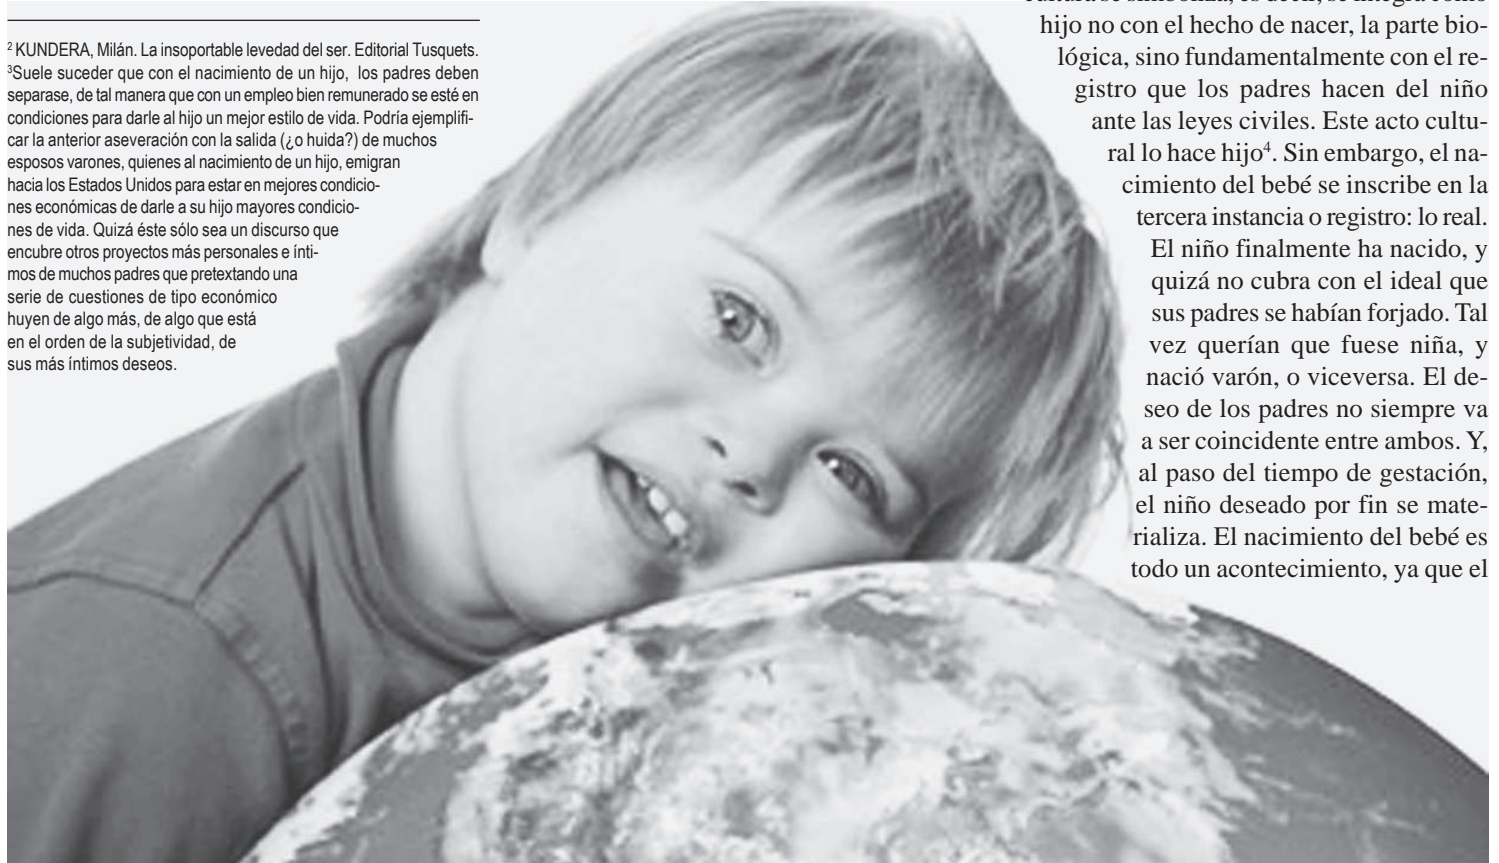 ² KUNDERA, Milán. La insoportable levedad del ser. Editorial Tusquets.
³Suele suceder que con el nacimiento de un hijo, los padres deben
separase, de tal manera que con un empleo bien remunerado se esté en
condiciones para darle al hijo un mejor estilo de vida. Podría ejemplifi-
car la anterior aseveración con la salida (¿o huida?) de muchos
esposos varones, quienes al nacimiento de un hijo, emigran
hacia los Estados Unidos para estar en mejores condicio-
nes económicas de darle a su hijo mayores condicio-
nes de vida. Quizá éste sólo sea un discurso que
encubre otros proyectos más personales e ínti-
mos de muchos padres que pretextando una
serie de cuestiones de tipo económico
huyen de algo más, de algo que está
en el orden de la subjetividad, de
sus más íntimos deseos.
cultura se simboliza, es decir, se integra como
hijo no con el hecho de nacer, la parte bio-
lógica, sino fundamentalmente con el re-
gistro que los padres hacen del niño
ante las leyes civiles. Este acto cultu-
ral lo hace hijo⁴. Sin embargo, el na-
cimiento del bebé se inscribe en la
tercera instancia o registro: lo real.
El niño finalmente ha nacido, y
quizá no cubra con el ideal que
sus padres se habían forjado. Tal
vez querían que fuese niña, y
nació varón, o viceversa. El de-
seo de los padres no siempre va
a ser coincidente entre ambos. Y,
al paso del tiempo de gestación,
el niño deseado por fin se mate-
rializa. El nacimiento del bebé es
todo un acontecimiento, ya que el